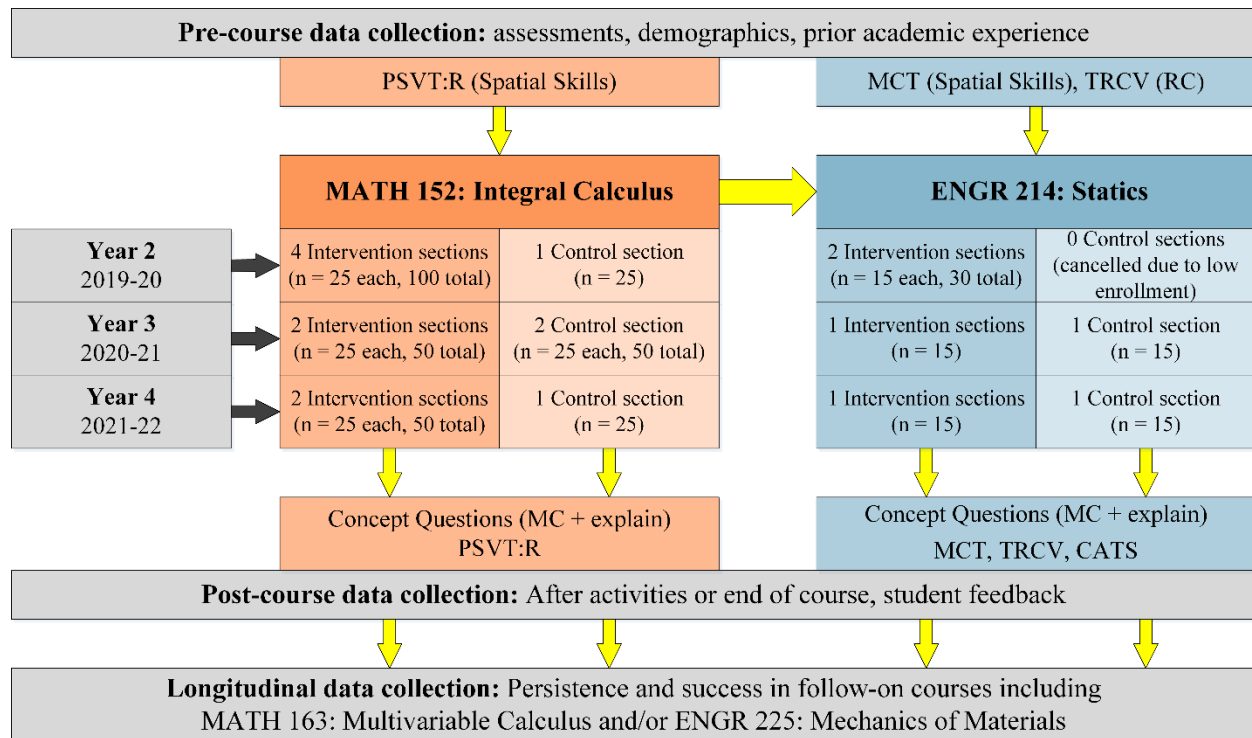 Pre-course data collection: assessments, demographics, prior academic experience
PSVT:R (Spatial Skills)
MCT (Spatial Skills), TRCV (RC)
MATH 152: Integral Calculus
ENGR 214: Statics
Year 2
2019-20
4 Intervention sections
(n = 25 each, 100 total)
1 Control section
(n = 25)
2 Intervention sections
(n = 15 each, 30 total)
0 Control sections
(cancelled due to low
enrollment)
Year 3
2020-21
2 Intervention sections
(n = 25 each, 50 total)
2 Control section
(n = 25 each, 50 total)
1 Intervention sections
(n = 15)
1 Control section
(n = 15)
Year 4
2021-22
2 Intervention sections
(n = 25 each, 50 total)
1 Control section
(n = 25)
1 Intervention sections
(n = 15)
1 Control section
(n = 15)
Concept Questions (MC + explain)
PSVT:R
Concept Questions (MC + explain)
MCT, TRCV, CATS
Post-course data collection: After activities or end of course, student feedback
Longitudinal data collection: Persistence and success in follow-on courses including
MATH 163: Multivariable Calculus and/or ENGR 225: Mechanics of Materials